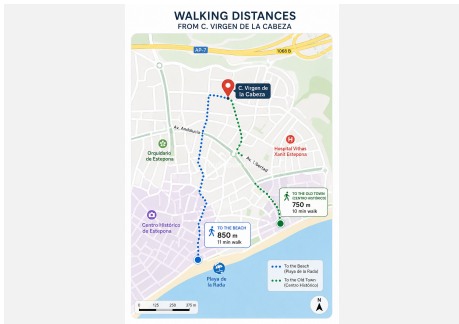 WALKING DISTANCES
FROM C. VIRGEN DE LA CABEZA
AP-7
C. Virgen de
la Cabeza
Av. Andalucía
Orquidario
de Estepona
Hospital Vithas
Xanit Estepona
Av. Litoral
TO THE OLD TOWN
(CENTRO HISTÓRICO)
750 m
10 min walk
Centro Histórico
de Estepona
TO THE BEACH
850 m
11 min walk
Playa de
la Rada
To the Beach
(Playa de la Rada)
To the Old Town
(Centro Histórico)
0 125 250 375 m
N